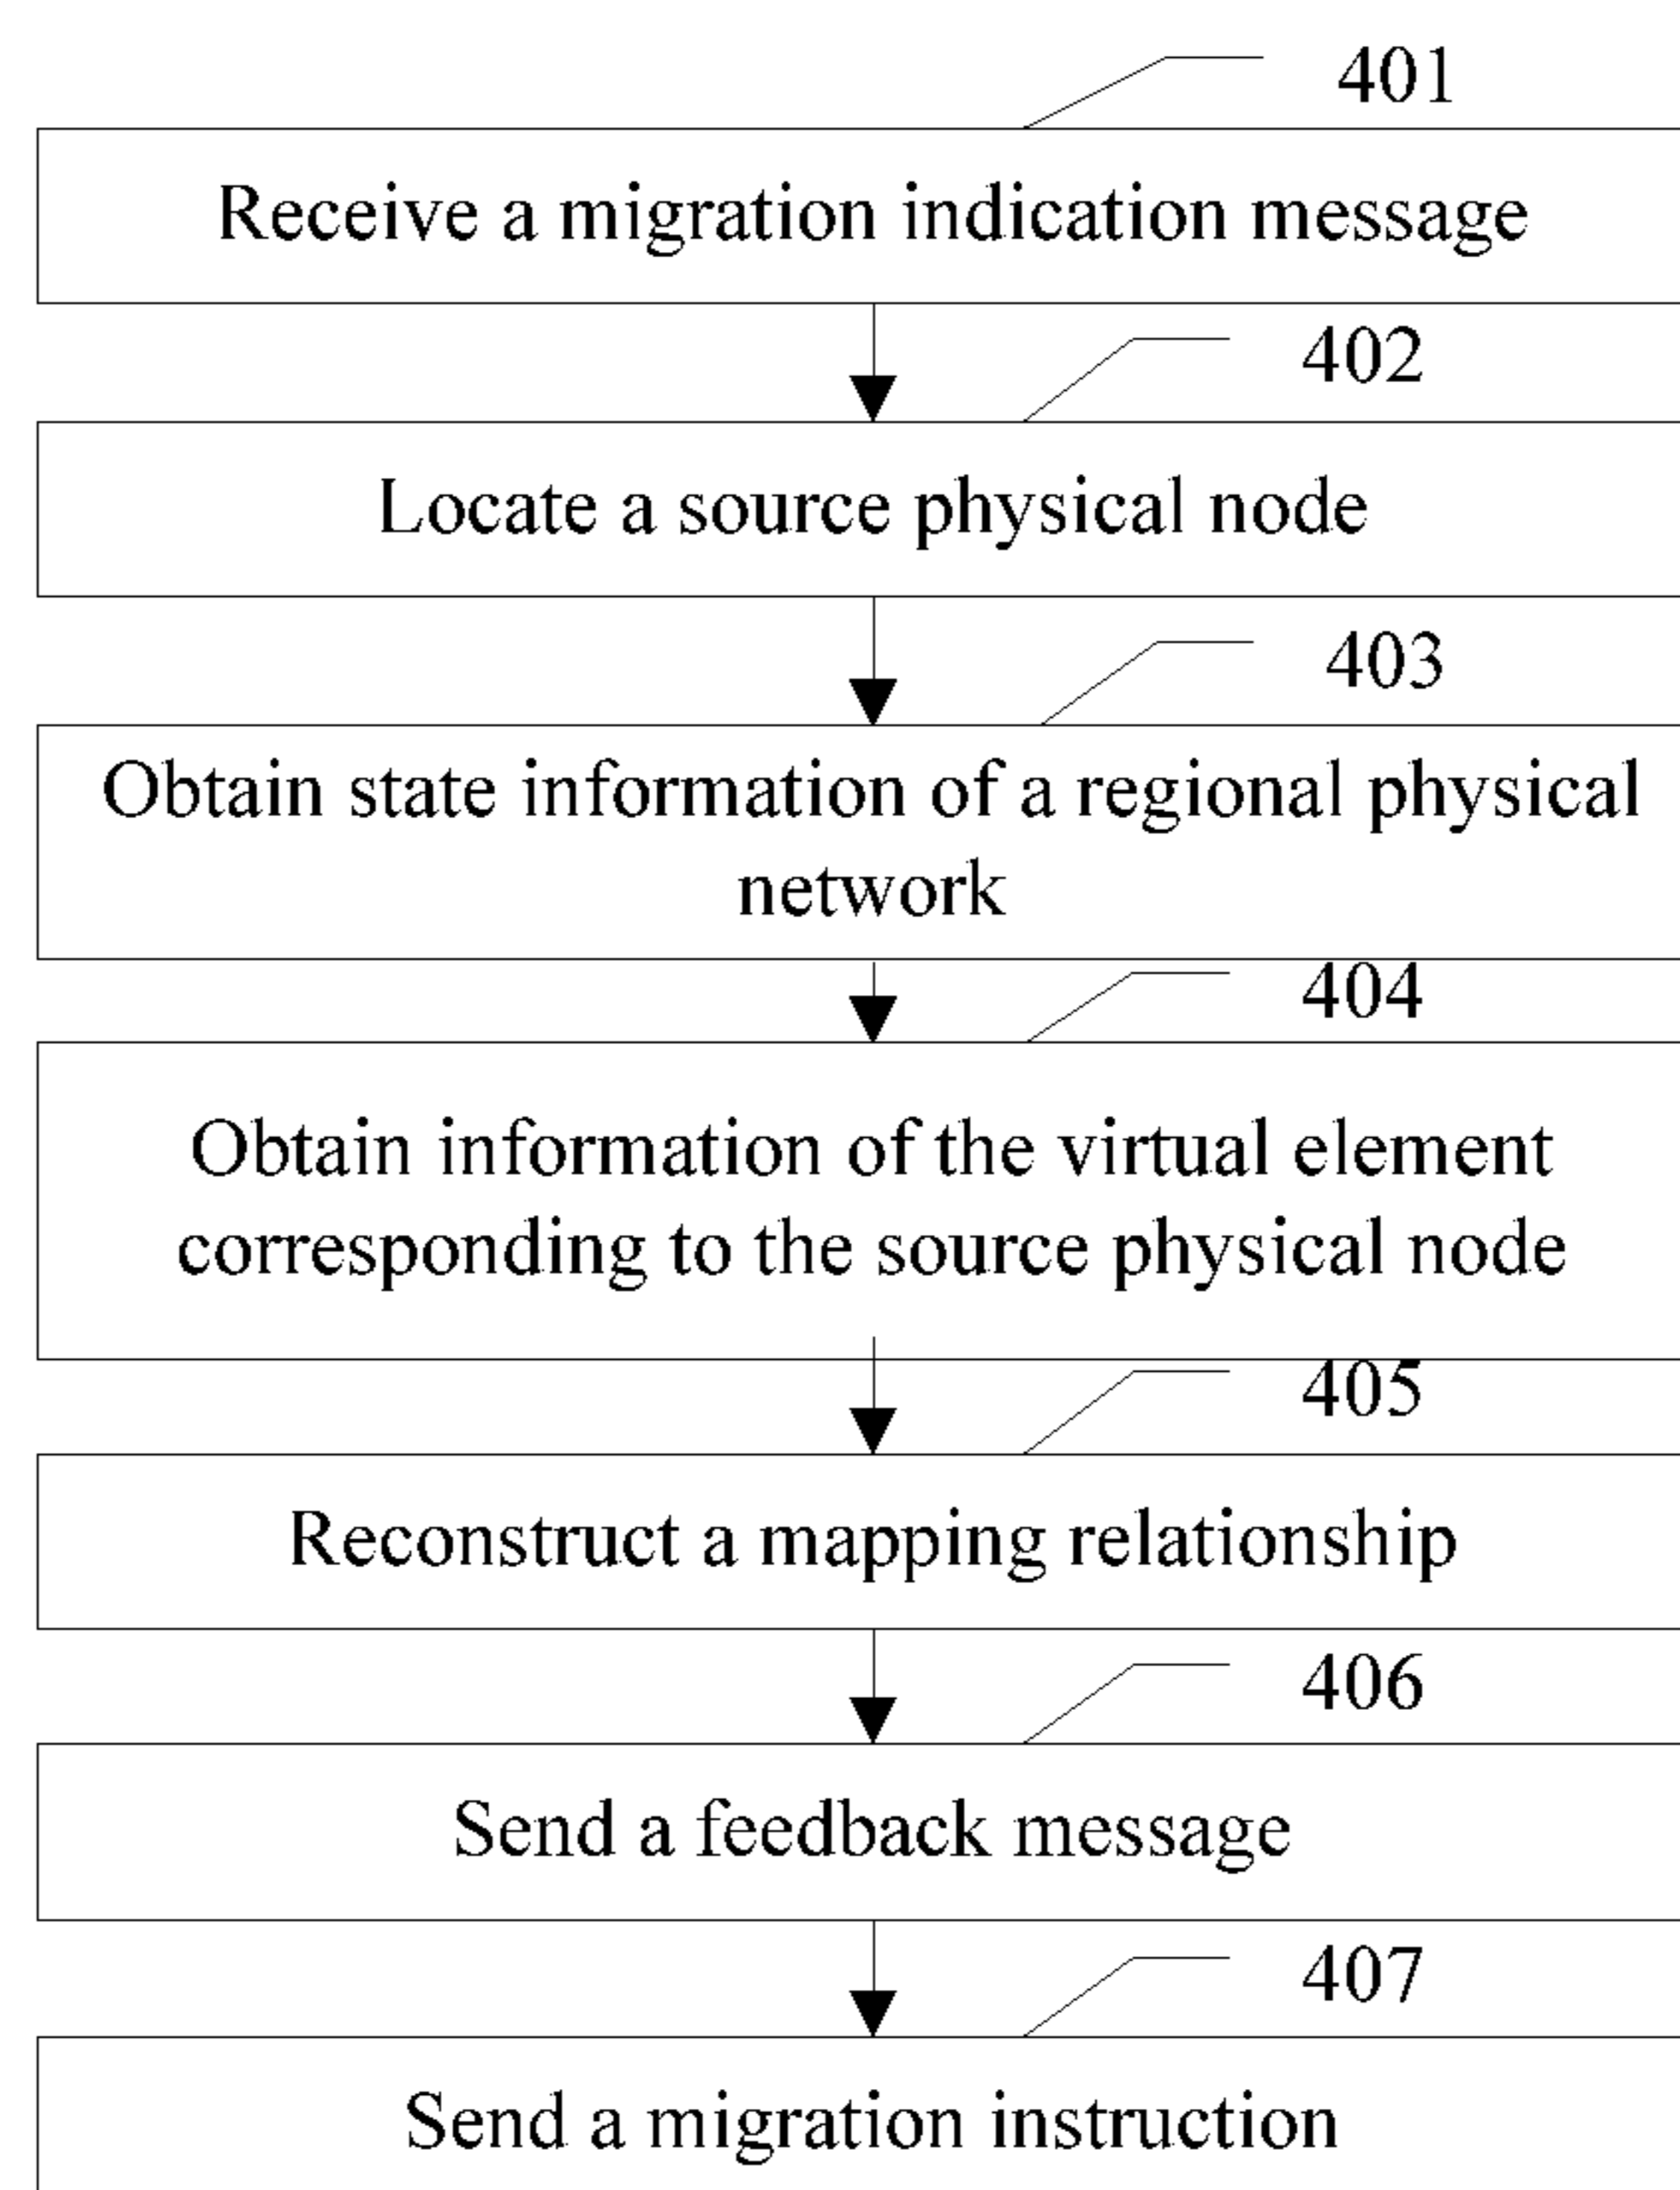 401
Receive a migration indication message
402
Locate a source physical node
403
Obtain state information of a regional physical
network
404
Obtain information of the virtual element
corresponding to the source physical node
405
Reconstruct a mapping relationship
406
Send a feedback message
407
Send a migration instruction